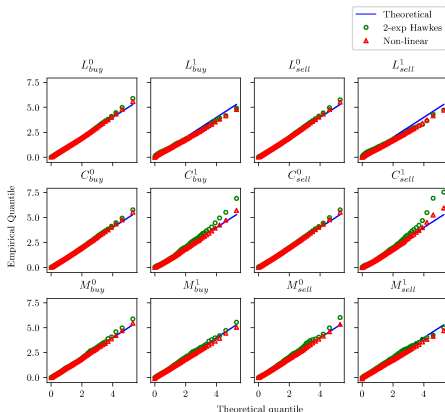 Theoretical
2-exp Hawkes
Non-linear
L^0_{buy} L^1_{buy} L^0_{sell} L^1_{sell}
7.5
5.0
2.5
0.0
C^0_{buy} C^1_{buy} C^0_{sell} C^1_{sell}
Empirical Quantile
7.5
5.0
2.5
0.0
M^0_{buy} M^1_{buy} M^0_{sell} M^1_{sell}
7.5
5.0
2.5
0.0
0 2 4 0 2 4 0 2 4 0 2 4
Theoretical quantile